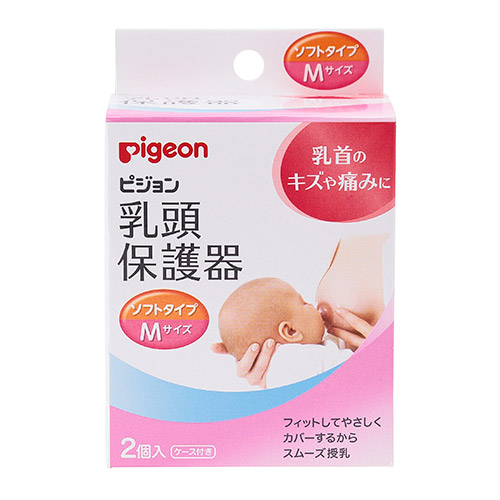 ソフトタイプ
Mサイズ
pigeon
ピジョン
乳頭
保護器
乳首の
キズや痛みに
ソフトタイプ
Mサイズ
フィットしてやさしく
カバーするから
スムーズ授乳
2個入 ケース付き